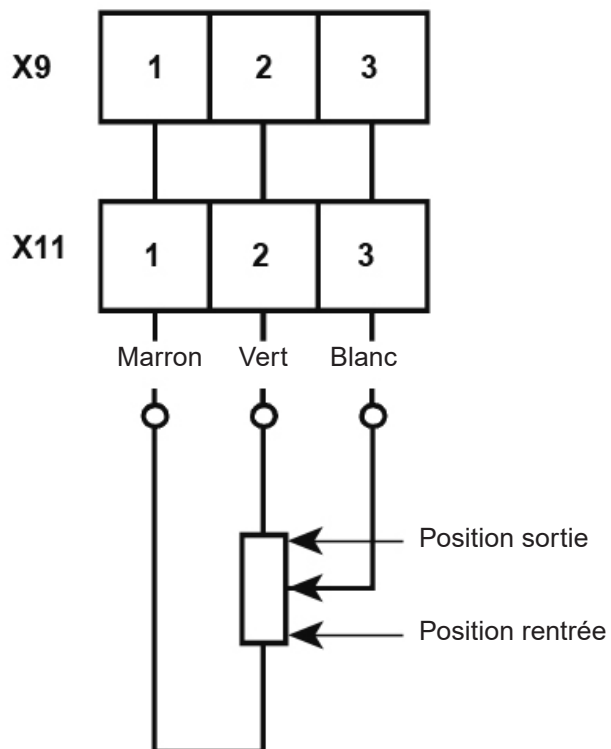 X9 1 2 3
X11 1 2 3
Marron Vert Blanc
Position sortie
Position rentrée